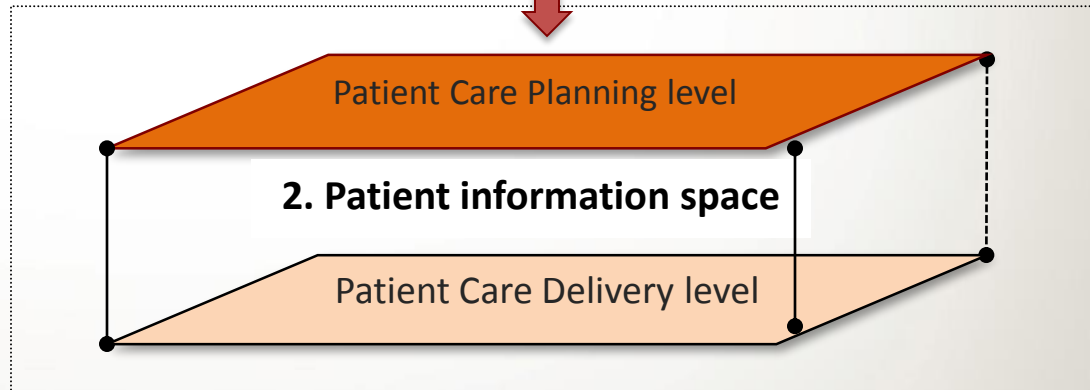 Patient Care Planning level
2. Patient information space
Patient Care Delivery level